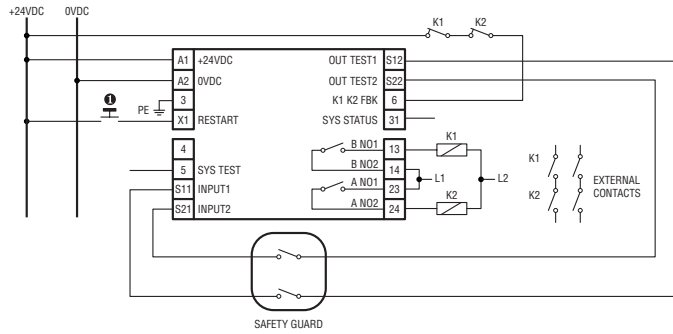 +24VDC 0VDC
K1 K2
A1 +24VDC OUT TEST1 S12
A2 0VDC OUT TEST2 S22
❶ PE 3 K1 K2 FBK 6
X1 RESTART SYS STATUS 31
4 B NO1 13 K1
5 SYS TEST B NO2 14 L1 L2
S11 INPUT1 A NO1 23
S21 INPUT2 A NO2 24 K2
K1
K2
EXTERNAL
CONTACTS
SAFETY GUARD